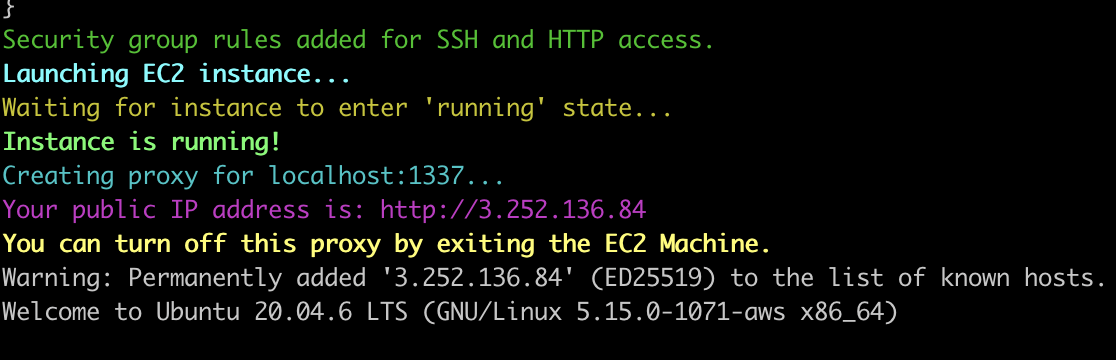 }
Security group rules added for SSH and HTTP access.
Launching EC2 instance...
Waiting for instance to enter 'running' state...
Instance is running!
Creating proxy for localhost:1337...
Your public IP address is: http://3.252.136.84
You can turn off this proxy by exiting the EC2 Machine.
Warning: Permanently added '3.252.136.84' (ED25519) to the list of known hosts.
Welcome to Ubuntu 20.04.6 LTS (GNU/Linux 5.15.0-1071-aws x86_64)